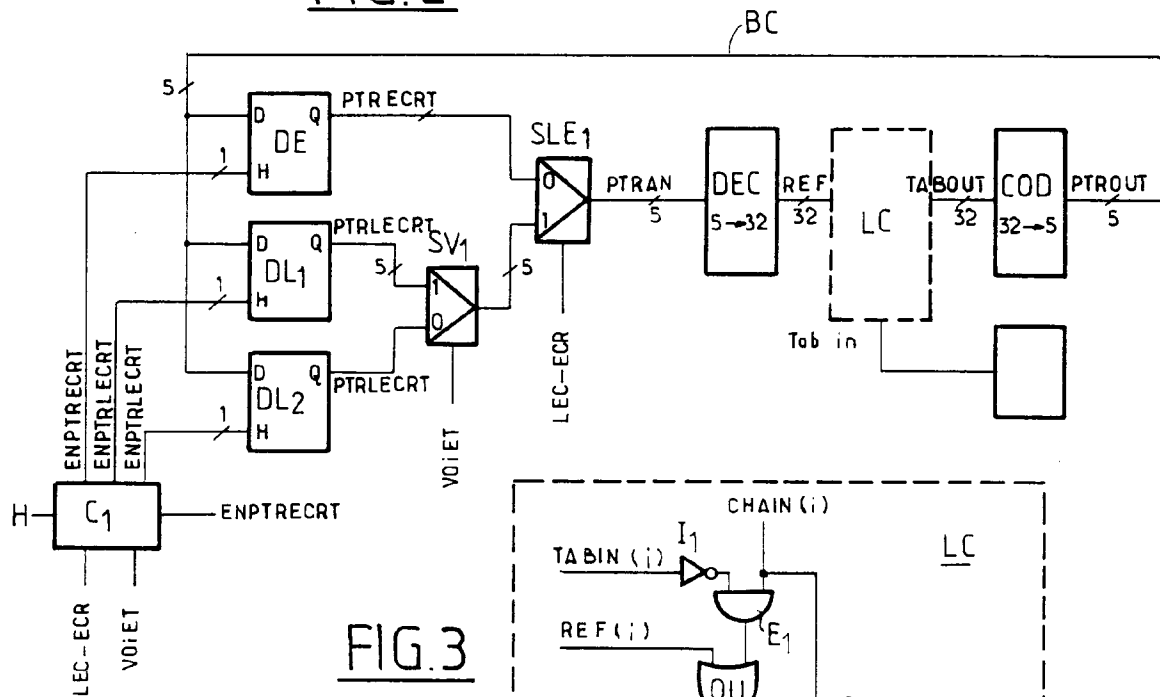 BC
5
D Q
DE
H
1
PTRECRT
SLE1
0
1
PTRAN
5
DEC
5→32
REF
32
LC
TABOUT
32
COD
32→5
PTROUT
5
D Q
DL1
H
1
PTRLECRT
5
SV1
1
0
5
LEC-ECR
Tab in
D Q
DL2
H
1
PTRLECRT
VOiET
ENPTRECRT
ENPTRLECRT
ENPTRLECRT
H
C1
ENPTRECRT
LEC-ECR
VOiET
FIG.3
CHAIN(i)
LC
I1
TABIN(i)
E1
REF(i)
OU